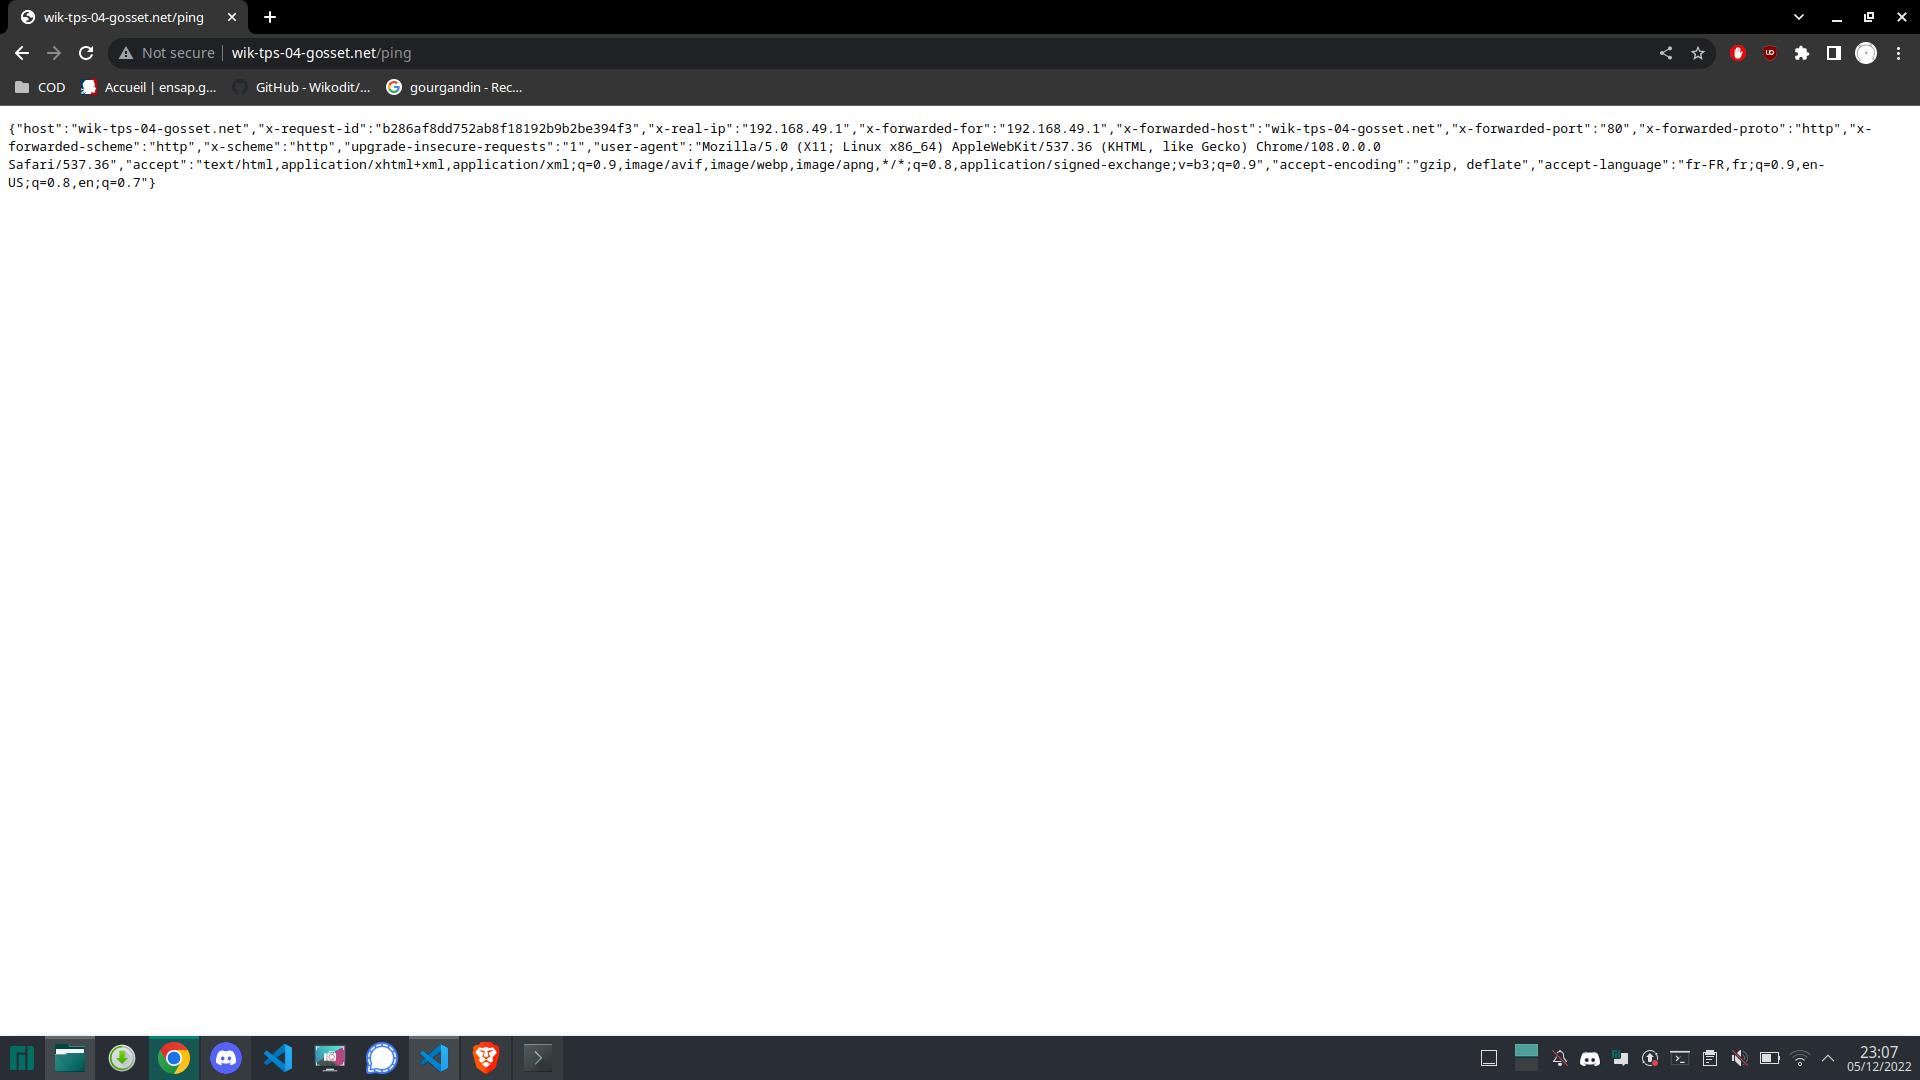 wik-tps-04-gosset.net/ping
Not secure
wik-tps-04-gosset.net/ping
COD
Accueil | ensap.g...
GitHub - Wikodit/...
gourgandin - Rec...
{"host":"wik-tps-04-gosset.net","x-request-id":"b286af8dd752ab8f18192b9b2be394f3","x-real-ip":"192.168.49.1","x-forwarded-for":"192.168.49.1","x-forwarded-host":"wik-tps-04-gosset.net","x-forwarded-port":"80","x-forwarded-proto":"http","x-
forwarded-scheme":"http","x-scheme":"http","upgrade-insecure-requests":"1","user-agent":"Mozilla/5.0 (X11; Linux x86_64) AppleWebKit/537.36 (KHTML, like Gecko) Chrome/108.0.0.0
Safari/537.36","accept":"text/html,application/xhtml+xml,application/xml;q=0.9,image/avif,image/webp,image/apng,*/*;q=0.8,application/signed-exchange;v=b3;q=0.9","accept-encoding":"gzip, deflate","accept-language":"fr-FR,fr;q=0.9,en-
US;q=0.8,en;q=0.7"}
23:07
05/12/2022